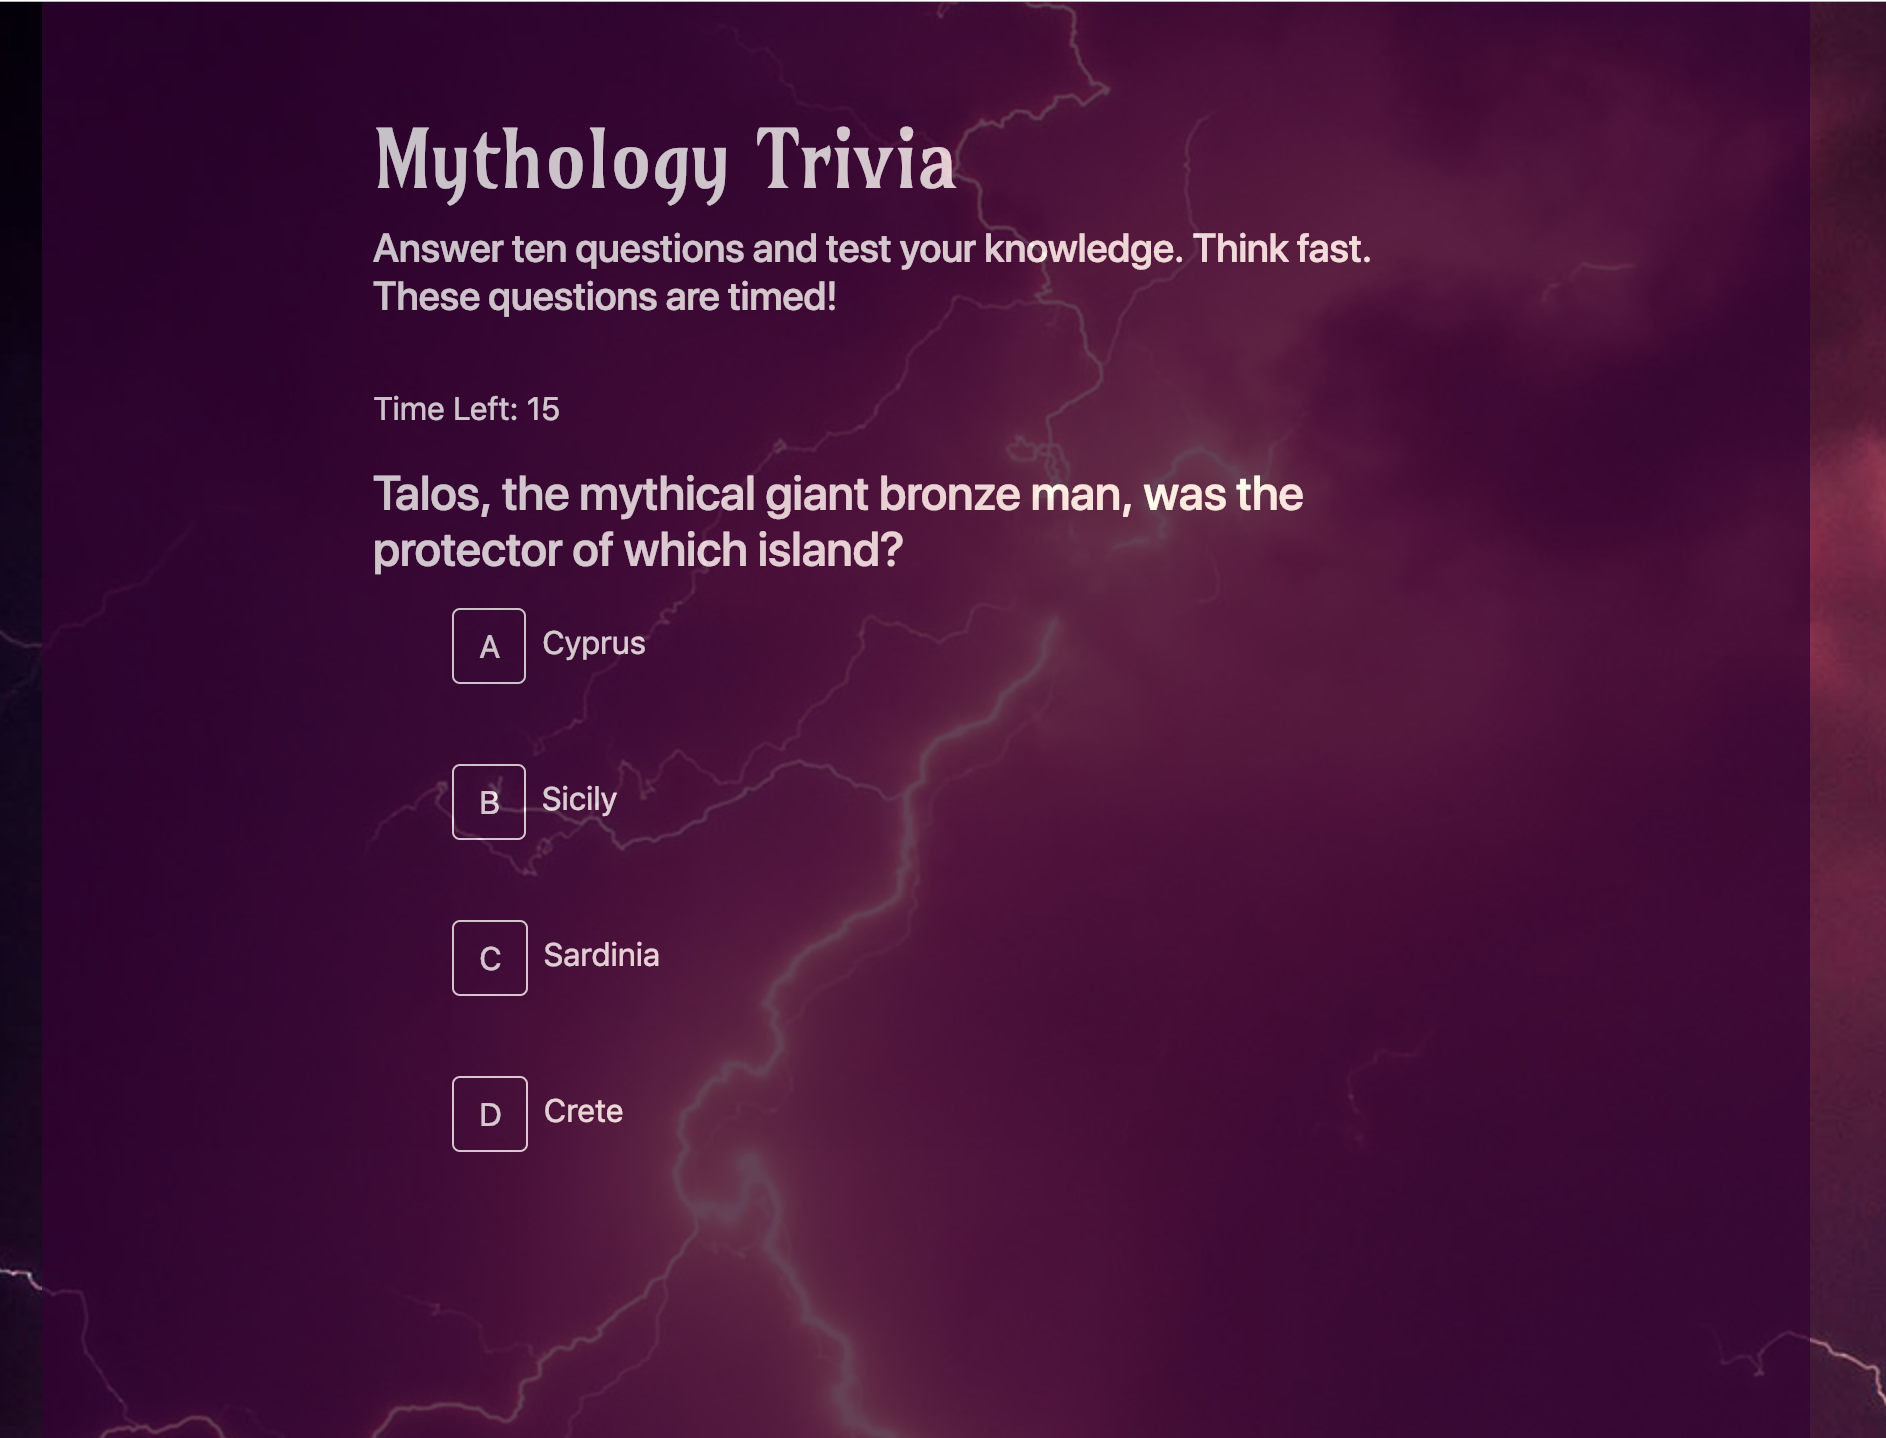 Mythology Trivia
Answer ten questions and test your knowledge. Think fast.
These questions are timed!
Time Left: 15
Talos, the mythical giant bronze man, was the
protector of which island?
A Cyprus
B Sicily
C Sardinia
D Crete